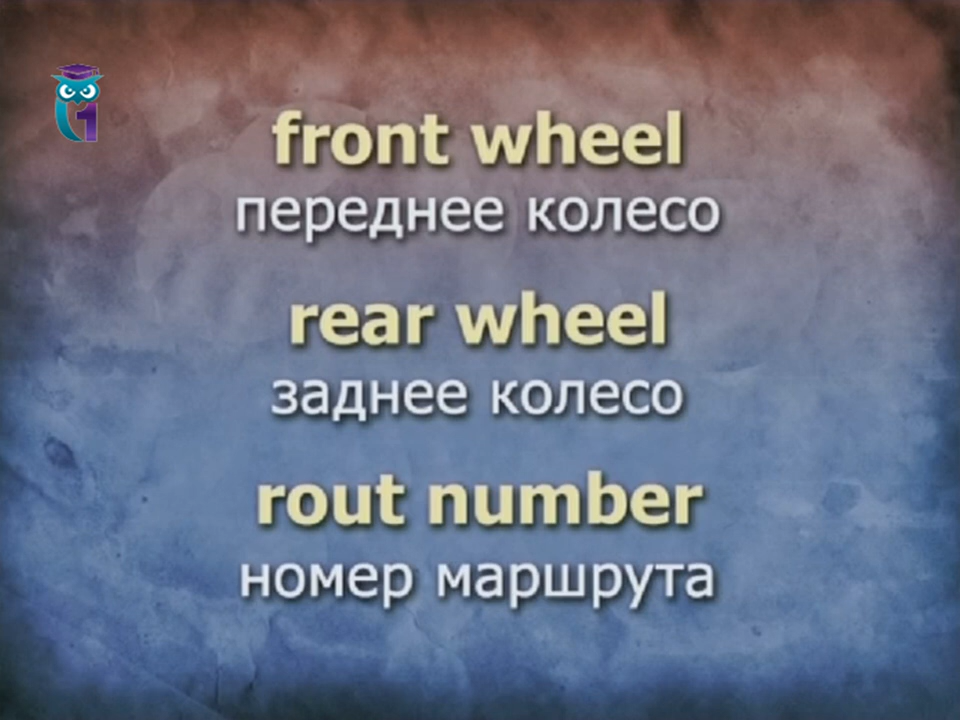 front wheel
переднее колесо
rear wheel
заднее колесо
rout number
номер маршрута